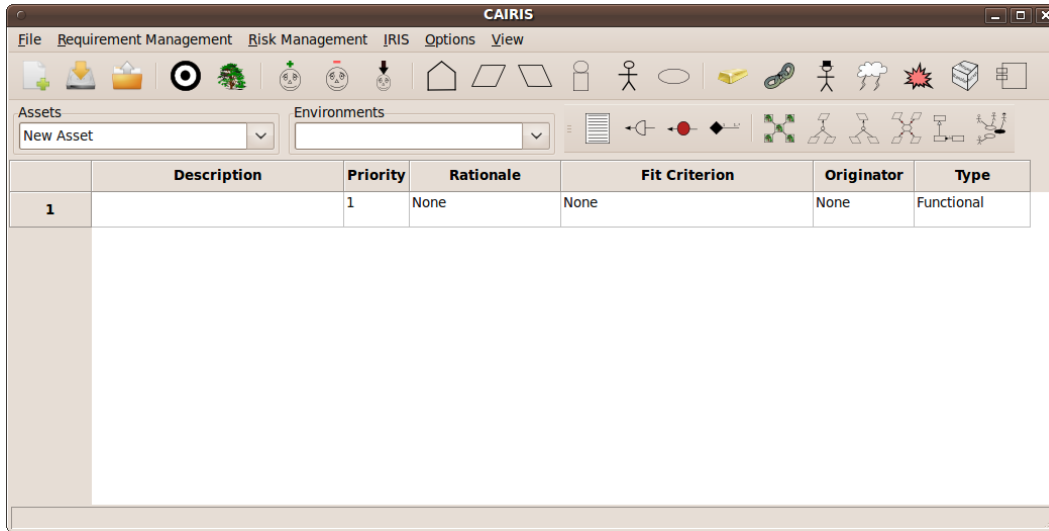 CAIRIS
File Requirement Management Risk Management IRIS Options View
Assets Environments
New Asset
Description Priority Rationale Fit Criterion Originator Type
1 1 None None None Functional